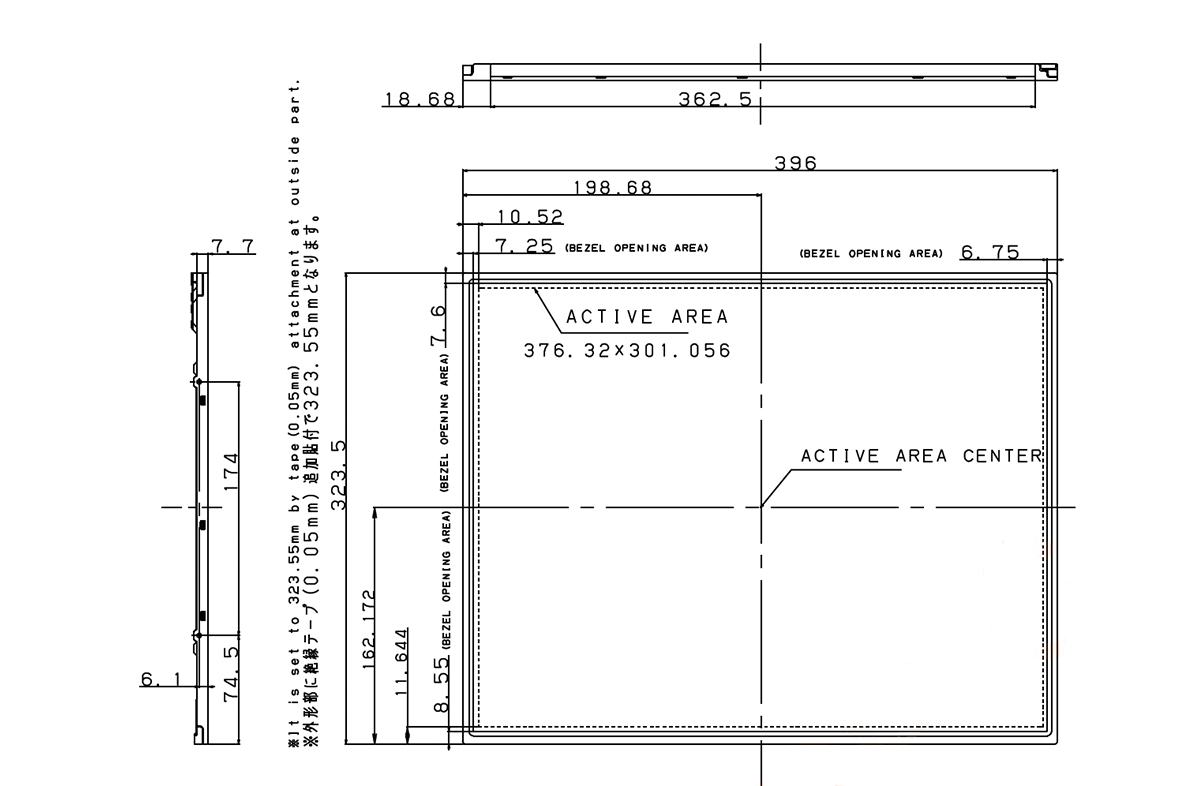 18.68
362.5
396
198.68
10.52
7.25 (BEZEL OPENING AREA)
(BEZEL OPENING AREA) 6.75
7.7
7.6
(BEZEL OPENING AREA)
ACTIVE AREA
376.32×301.056
ACTIVE AREA CENTER
※It is set to 323.55mm by tape(0.05mm) attachment at outside part.
※外形部に絶縁テープ(0.05mm)追加貼付で323.55mmとなります。
323.5
174
162.172
11.644
8.55 (BEZEL OPENING AREA)
74.5
6.1